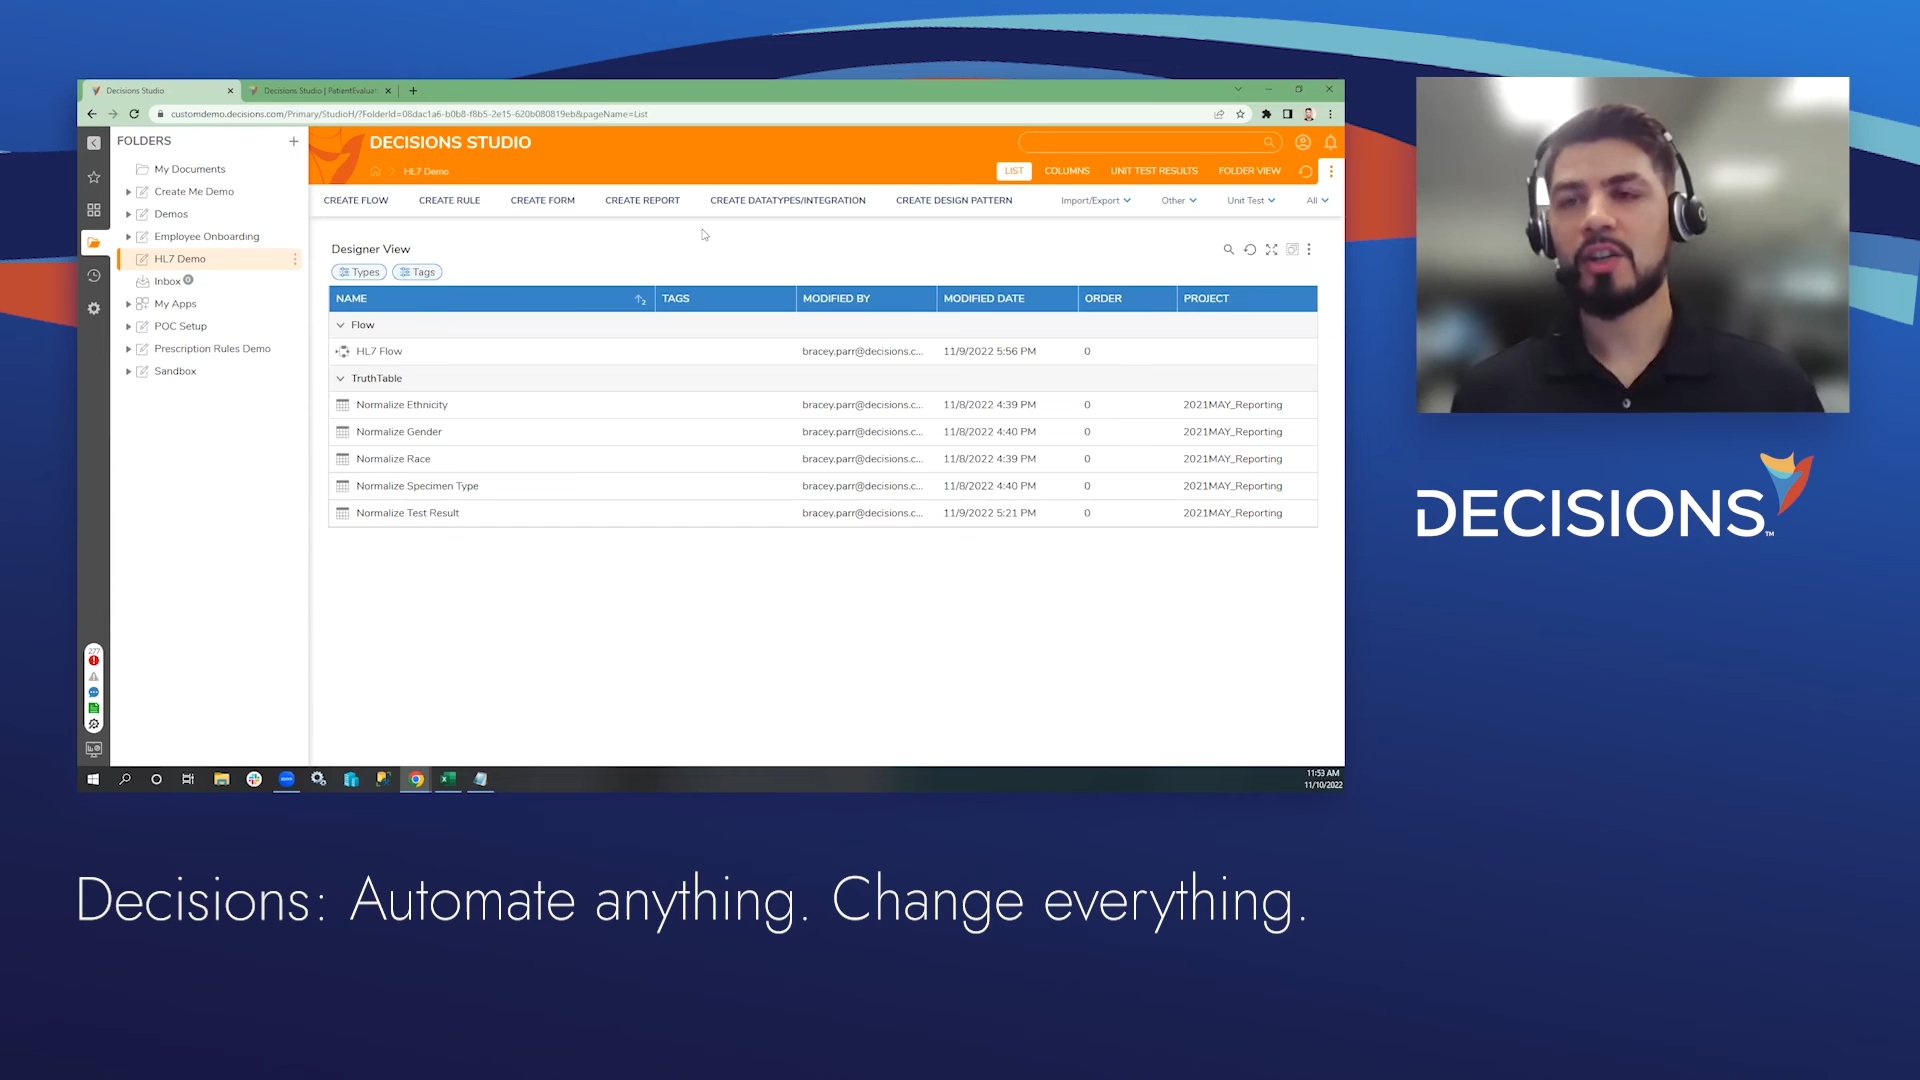 Decisions Studio
Decisions Studio | PatientEvaluat
customdemo.decisions.com/Primary/StudioH/?FolderId=08dac1a6-b0b8-f8b5-2e15-620b080819eb&pageName=List
FOLDERS
My Documents
Create Me Demo
Demos
Employee Onboarding
HL7 Demo
Inbox 0
My Apps
POC Setup
Prescription Rules Demo
Sandbox
277
DECISIONS STUDIO
HL7 Demo
LIST COLUMNS UNIT TEST RESULTS FOLDER VIEW
CREATE FLOW CREATE RULE CREATE FORM CREATE REPORT CREATE DATATYPES/INTEGRATION CREATE DESIGN PATTERN Import/Export Other Unit Test All
Designer View
Types Tags
NAME TAGS MODIFIED BY MODIFIED DATE ORDER PROJECT
Flow
HL7 Flow bracey.parr@decisions.c... 11/9/2022 5:56 PM 0
TruthTable
Normalize Ethnicity bracey.parr@decisions.c... 11/8/2022 4:39 PM 0 2021MAY_Reporting
Normalize Gender bracey.parr@decisions.c... 11/8/2022 4:40 PM 0 2021MAY_Reporting
Normalize Race bracey.parr@decisions.c... 11/8/2022 4:39 PM 0 2021MAY_Reporting
Normalize Specimen Type bracey.parr@decisions.c... 11/8/2022 4:40 PM 0 2021MAY_Reporting
Normalize Test Result bracey.parr@decisions.c... 11/9/2022 5:21 PM 0 2021MAY_Reporting
11:53 AM
11/10/2022
DECISIONS™
Decisions: Automate anything. Change everything.